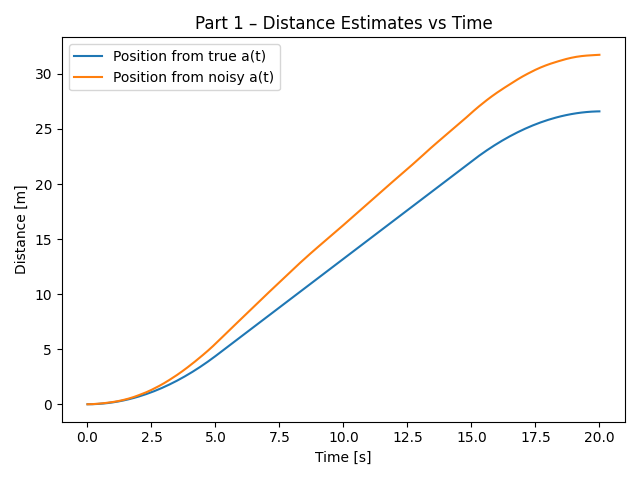 Part 1 – Distance Estimates vs Time
Position from true a(t)
Position from noisy a(t)
Distance [m]
30
25
20
15
10
5
0
0.0 2.5 5.0 7.5 10.0 12.5 15.0 17.5 20.0
Time [s]